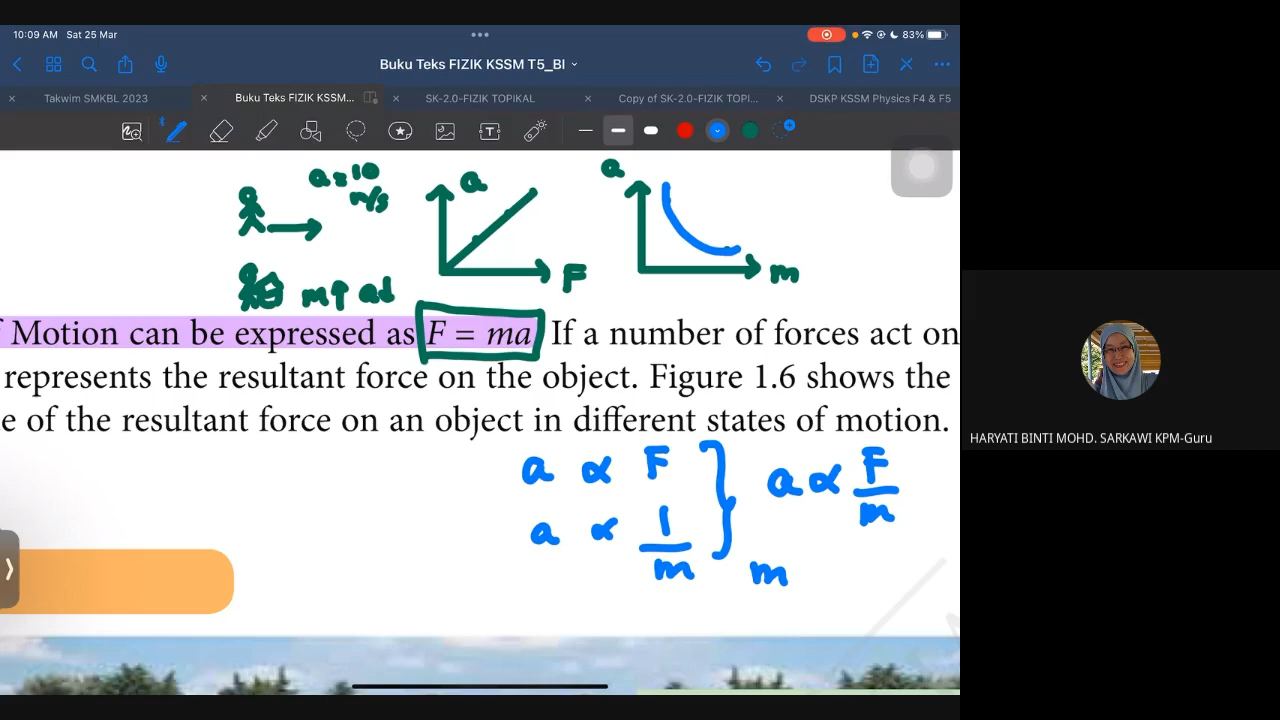 10:09 AM Sat 25 Mar
83%
Buku Teks FIZIK KSSM T5_BI
Takwim SMKBL 2023
Buku Teks FIZIK KSSM...
SK-2.0-FIZIK TOPIKAL
Copy of SK-2.0-FIZIK TOPI...
DSKP KSSM Physics F4 & F5
a=10
m/s
a
F
a
m
m↑ a↓
Motion can be expressed as F = ma If a number of forces act on
represents the resultant force on the object. Figure 1.6 shows the
e of the resultant force on an object in different states of motion.
a ∝ F
a ∝ 1/m
a ∝ F/m
m
HARYATI BINTI MOHD. SARKAWI KPM-Guru